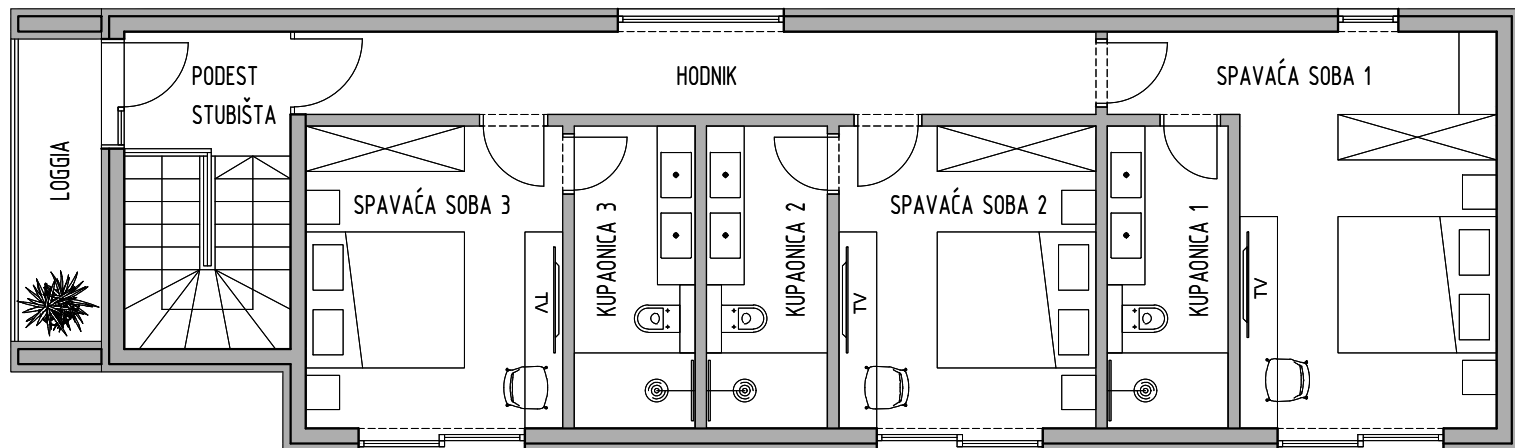 PODEST
STUBIŠTA
HODNIK
SPAVAĆA SOBA 1
LOGGIA
SPAVAĆA SOBA 3
KUPAONICA 3
KUPAONICA 2
SPAVAĆA SOBA 2
KUPAONICA 1
TV
TV
TV